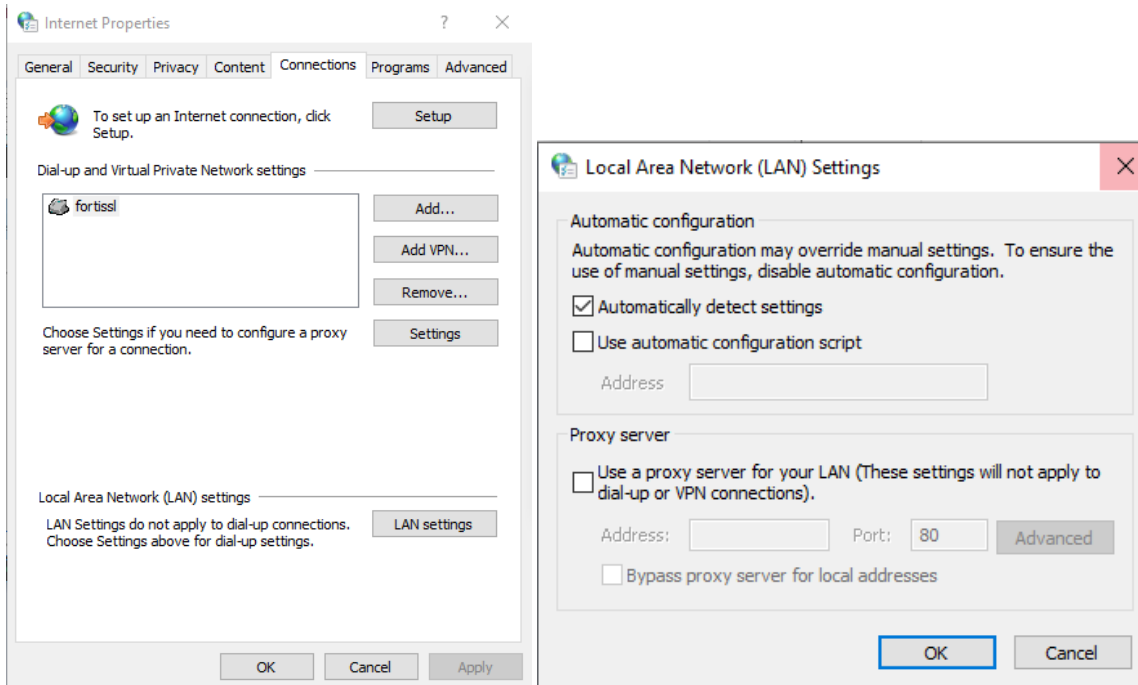 Internet Properties
?
General Security Privacy Content Connections Programs Advanced
To set up an Internet connection, click
Setup.
Setup
Dial-up and Virtual Private Network settings
fortissl
Add...
Add VPN...
Remove...
Choose Settings if you need to configure a proxy
server for a connection.
Settings
Local Area Network (LAN) settings
LAN Settings do not apply to dial-up connections.
Choose Settings above for dial-up settings.
LAN settings
OK Cancel Apply
Local Area Network (LAN) Settings
Automatic configuration
Automatic configuration may override manual settings. To ensure the
use of manual settings, disable automatic configuration.
Automatically detect settings
Use automatic configuration script
Address
Proxy server
Use a proxy server for your LAN (These settings will not apply to
dial-up or VPN connections).
Address: Port: 80 Advanced
Bypass proxy server for local addresses
OK Cancel